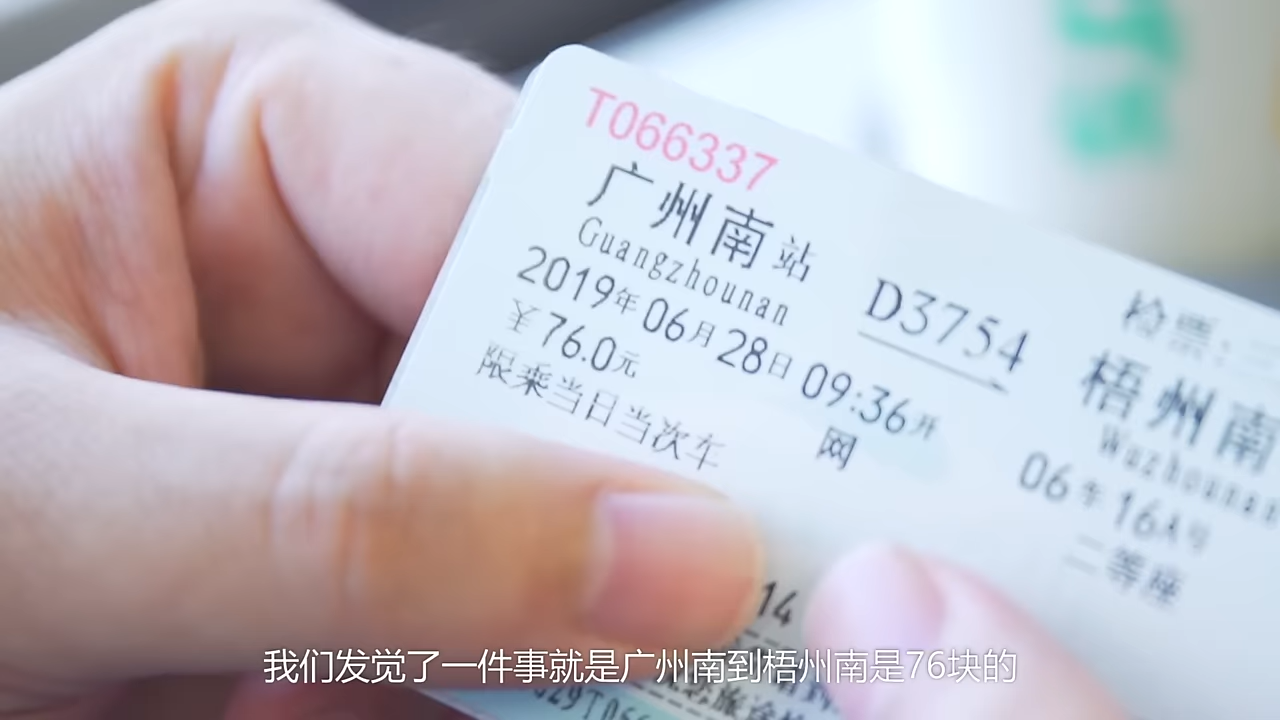 T066337
检票:
广州南站
D3754
梧州南
Guangzhounan
Wuzhounan
2019年06月28日09:36开
06车16A号
¥76.0元
网
二等座
限乘当日当次车
14
我们发觉了一件事就是广州南到梧州南是76块的